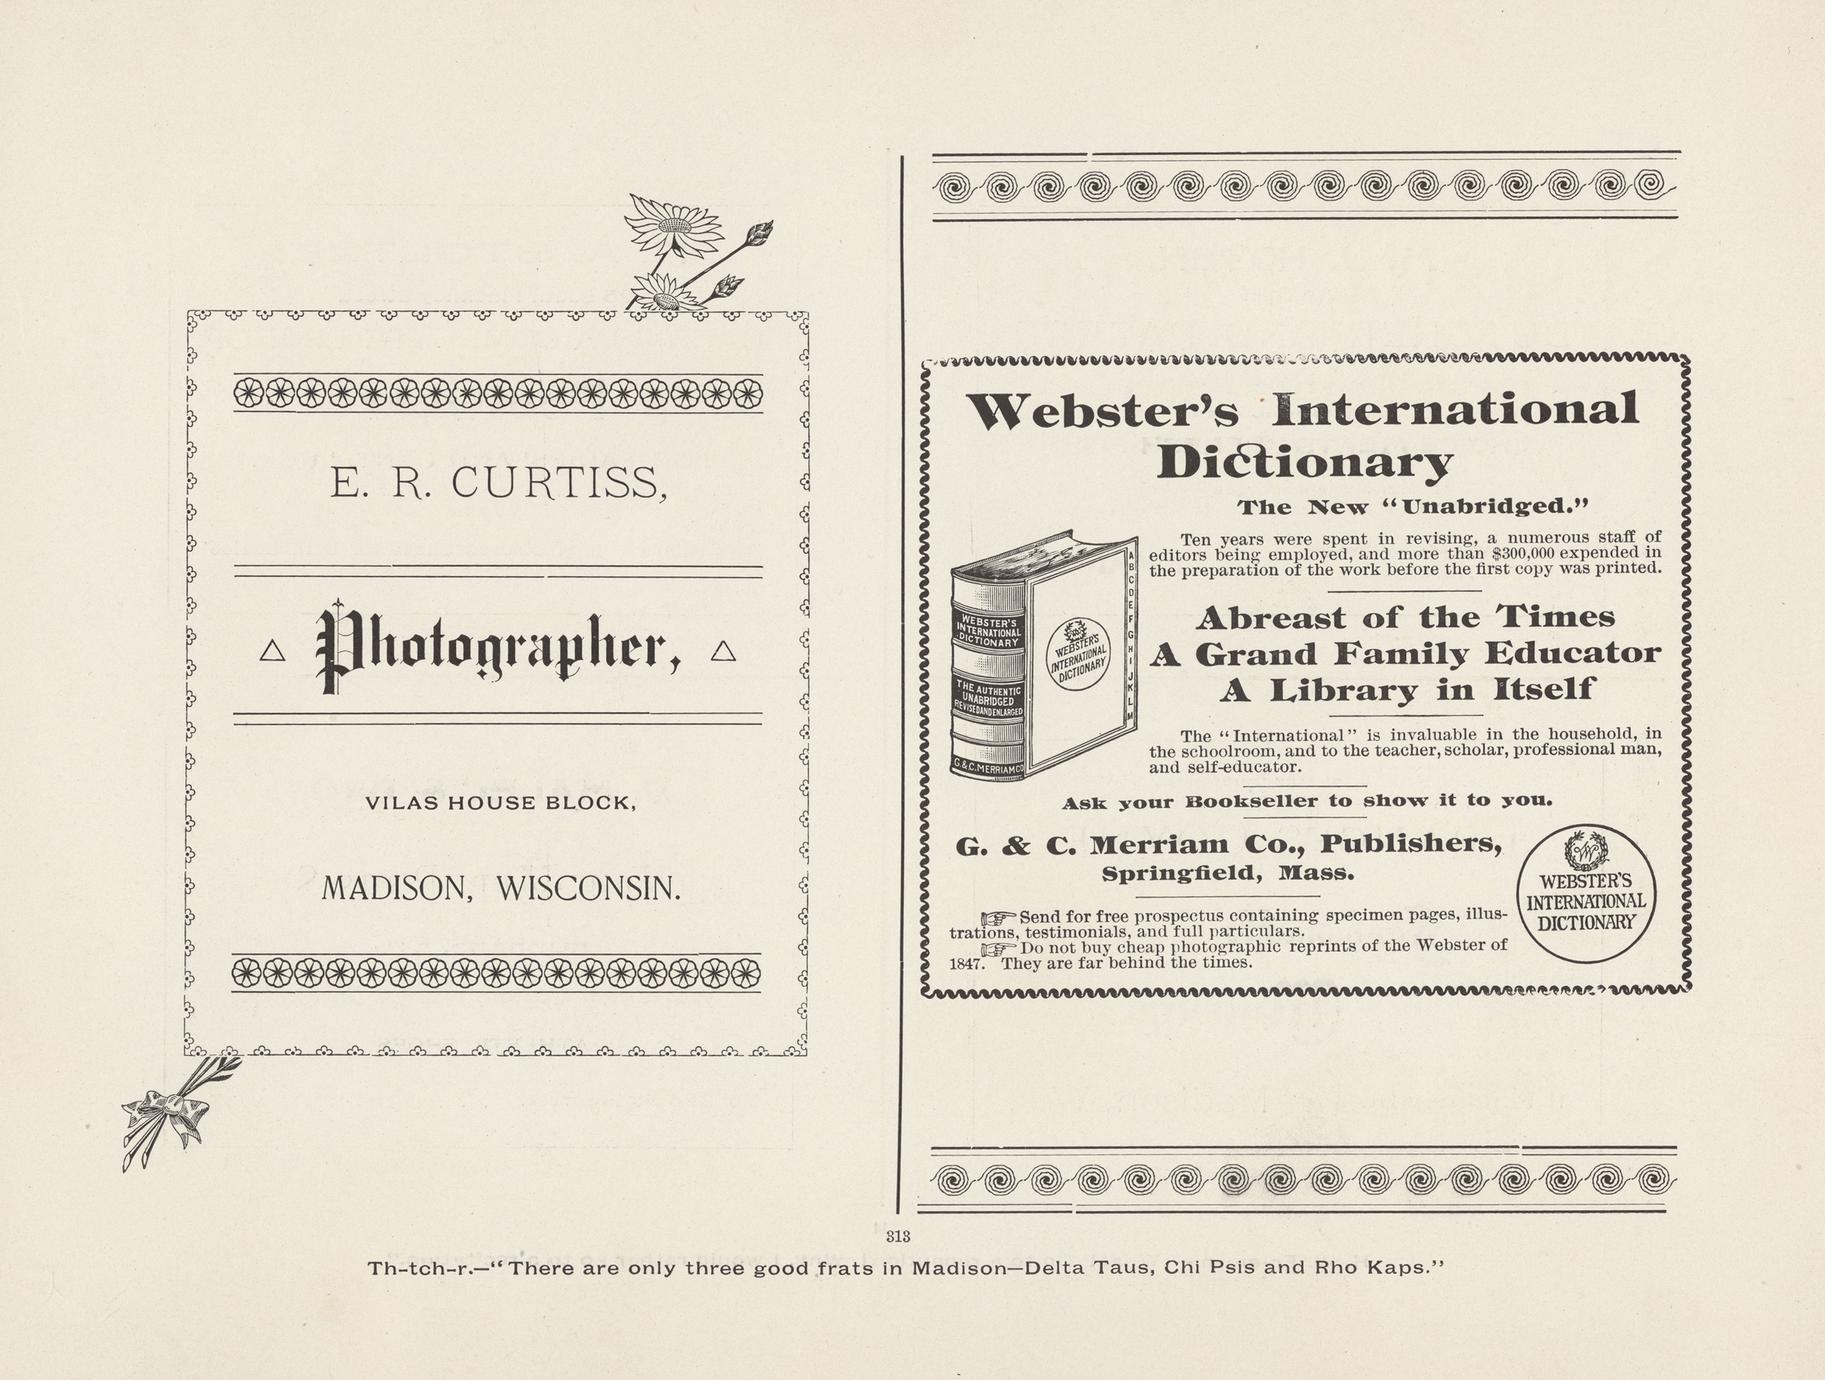 E. R. CURTISS,
Photographer,
VILAS HOUSE BLOCK,
MADISON, WISCONSIN.
Webster's International
Dictionary
The New "Unabridged."
Ten years were spent in revising, a numerous staff of
editors being employed, and more than $300,000 expended in
the preparation of the work before the first copy was printed.
Abreast of the Times
A Grand Family Educator
A Library in Itself
The "International" is invaluable in the household, in
the schoolroom, and to the teacher, scholar, professional man,
and self-educator.
WEBSTER'S
INTERNATIONAL
DICTIONARY
THE AUTHENTIC
UNABRIDGED
REVISED AND ENLARGED
G. & C. MERRIAM CO
WEBSTER'S
INTERNATIONAL
DICTIONARY
A
B
C
D
E
F
G
H
I
J
K
L
M
Ask your Bookseller to show it to you.
G. & C. Merriam Co., Publishers,
Springfield, Mass.
Send for free prospectus containing specimen pages, illus-
trations, testimonials, and full particulars.
Do not buy cheap photographic reprints of the Webster of
1847. They are far behind the times.
W
WEBSTER'S
INTERNATIONAL
DICTIONARY
313
Th-tch-r.—"There are only three good frats in Madison—Delta Taus, Chi Psis and Rho Kaps."